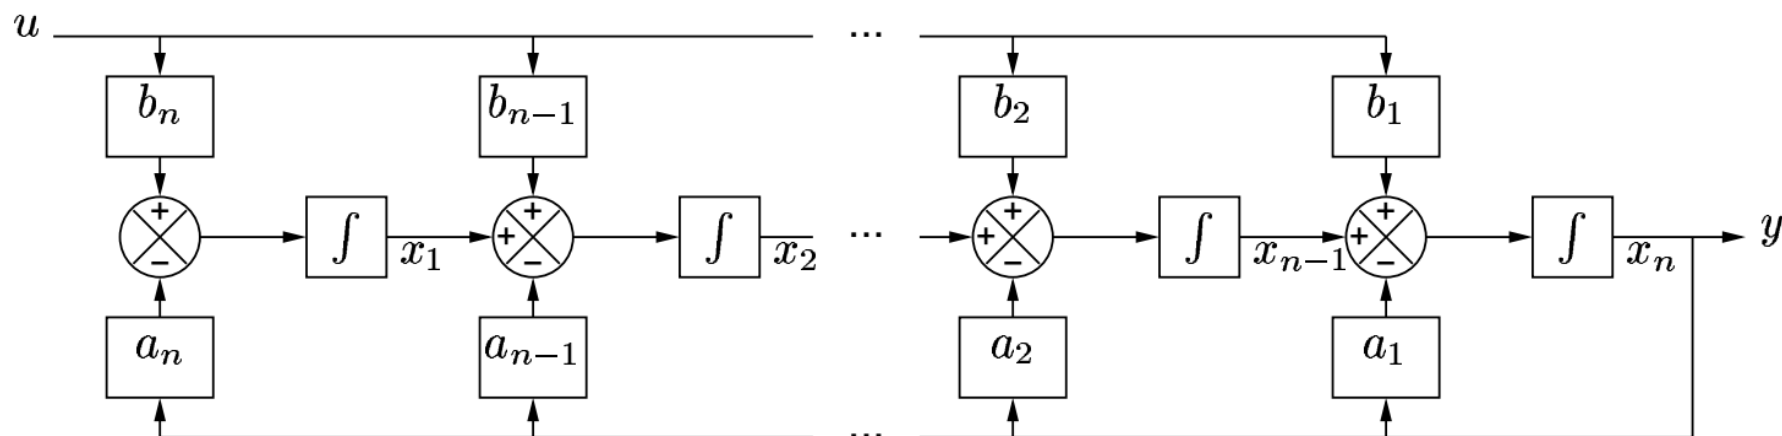 u ...
b_n b_{n-1} b_2 b_1
+ + + +
∫ + ∫ ... + ∫ + ∫ y
− x_1 − x_2 − x_{n-1} − x_n
a_n a_{n-1} a_2 a_1
...